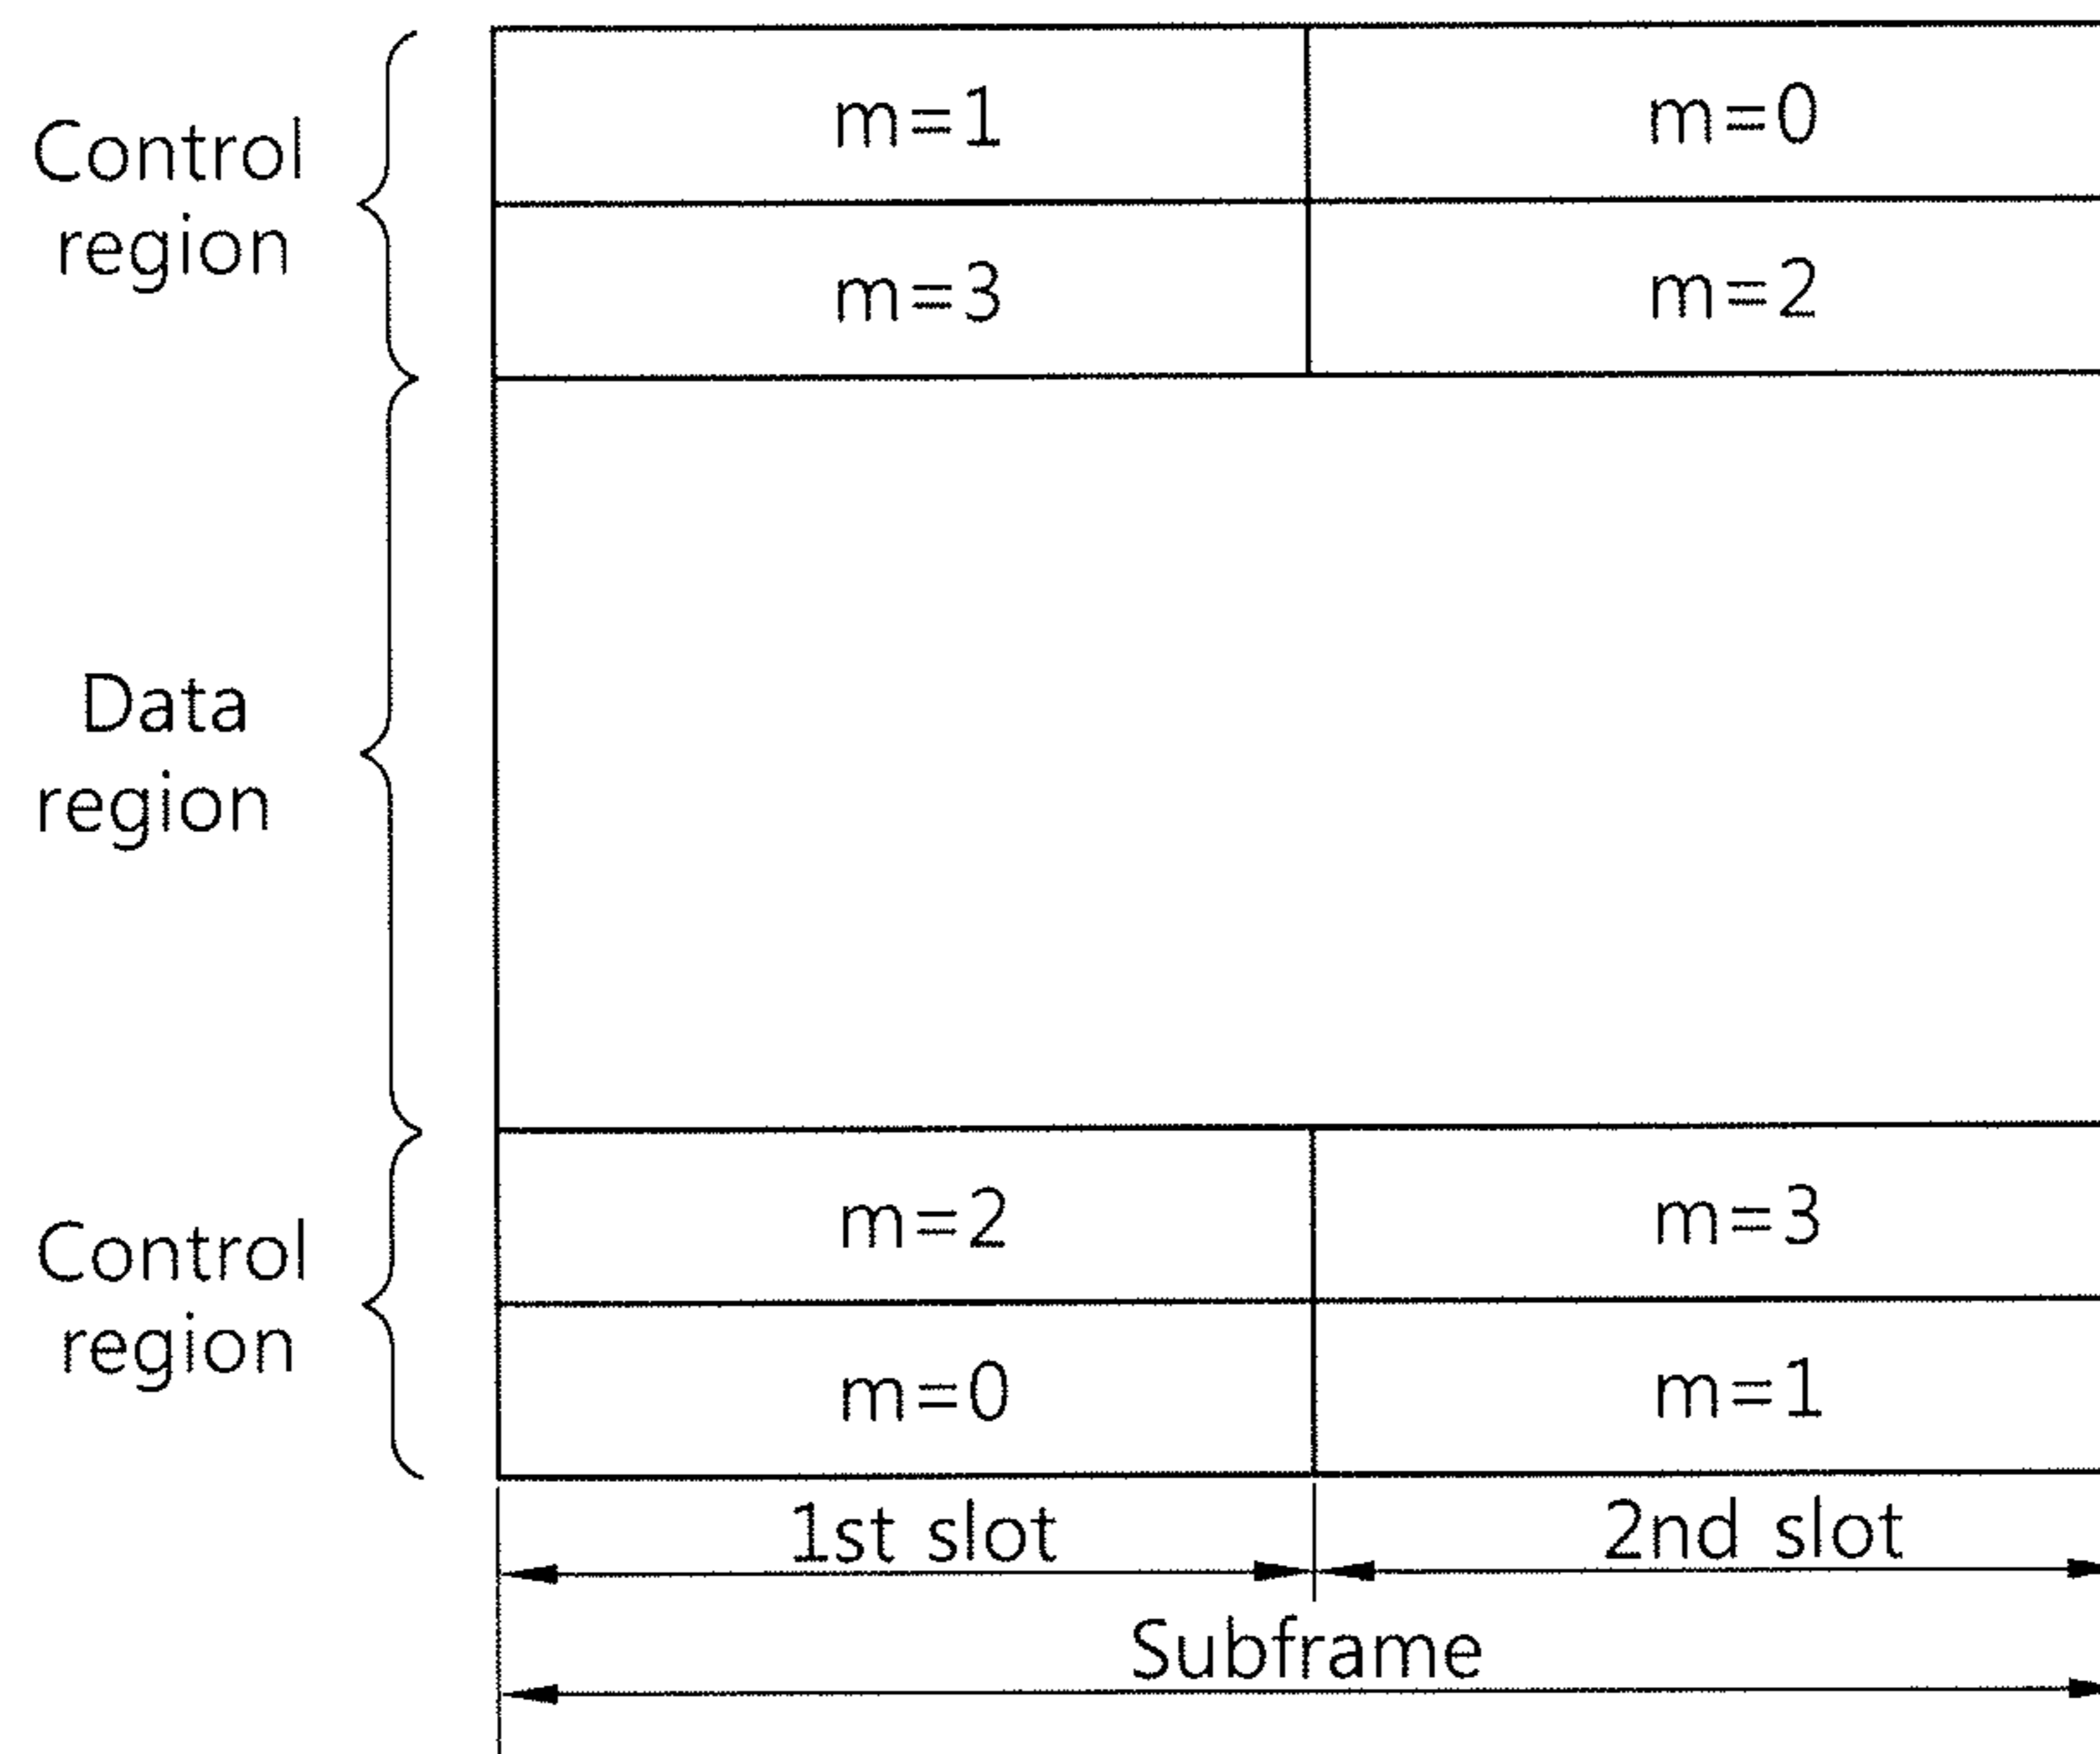 Control
region
m=1
m=0
m=3
m=2
Data
region
Control
region
m=2
m=3
m=0
m=1
1st slot
2nd slot
Subframe